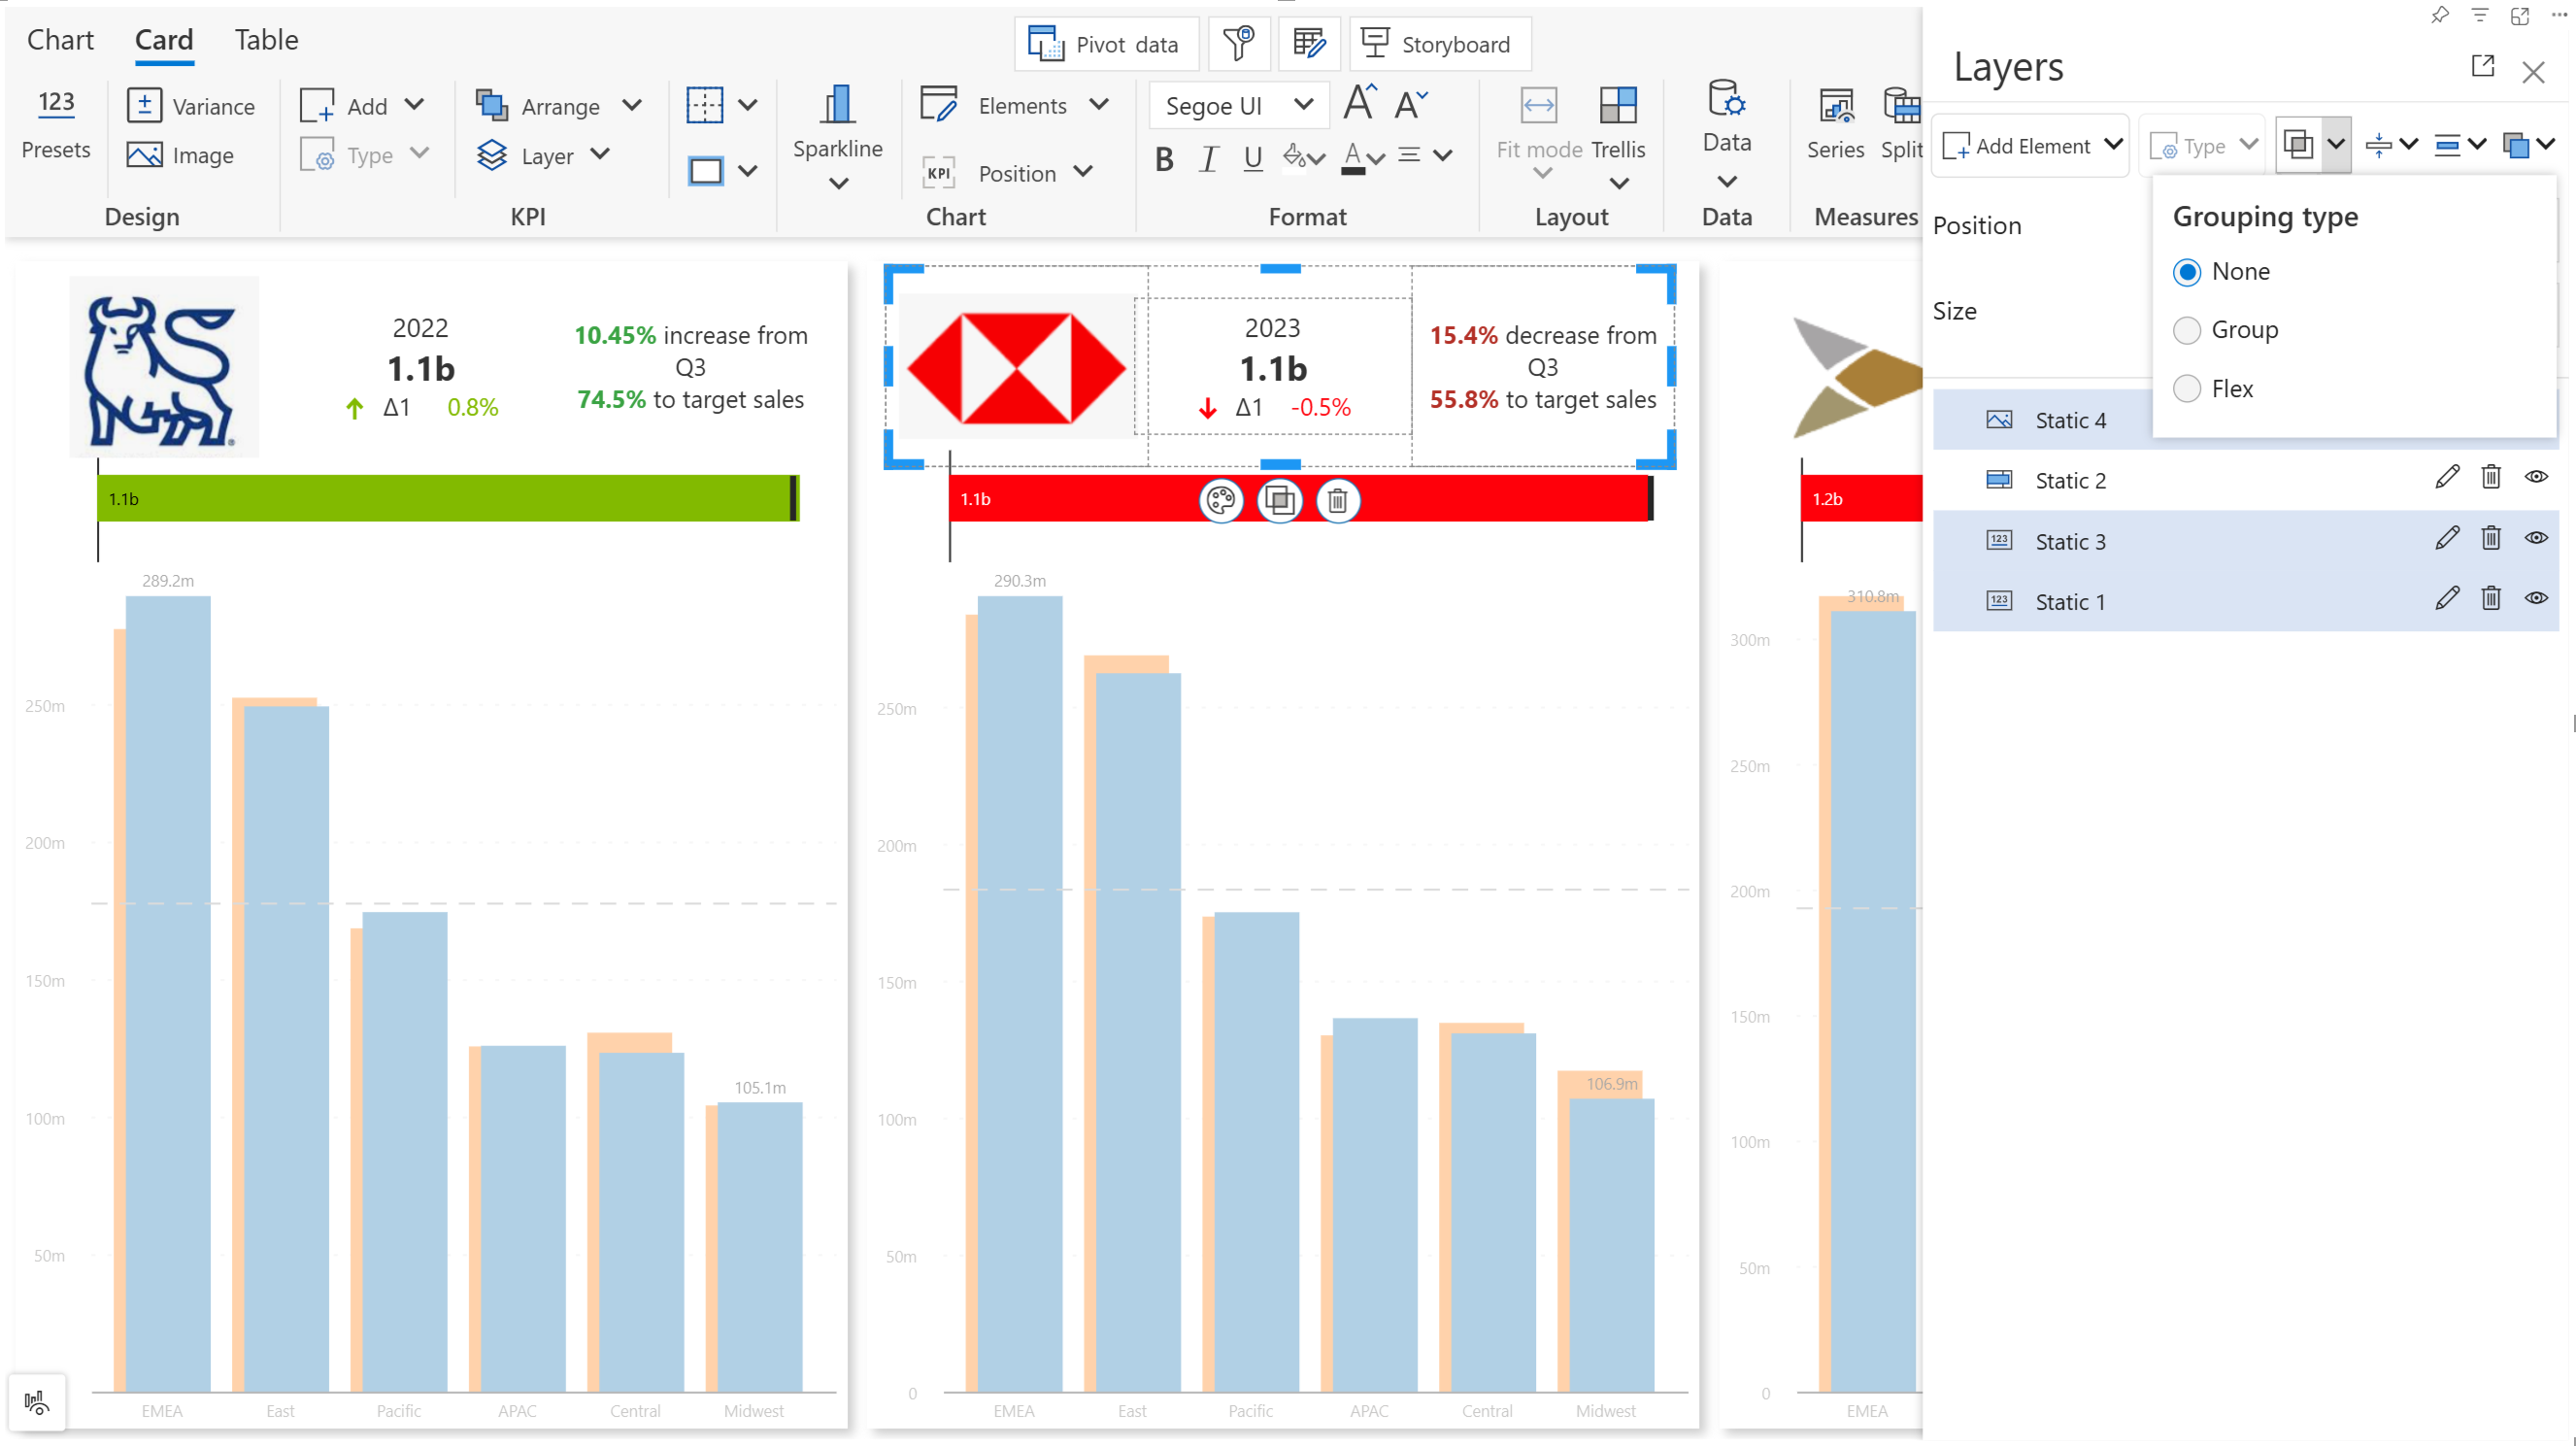 Chart Card Table
Pivot data
Storyboard
Layers
123
Presets
Variance
Image
Design
Add
Type
Arrange
Layer
KPI
Sparkline
Elements
KPI
Position
Chart
Segoe UI
A A
B I U A
Format
Fit mode
Trellis
Layout
Data
Data
Series
Split
Measures
Add Element
Type
Position
Size
Grouping type
None
Group
Flex
Static 4
Static 2
123 Static 3
123 Static 1
2022
1.1b
Δ1 0.8%
10.45% increase from
Q3
74.5% to target sales
1.1b
289.2m
105.1m
250m
200m
150m
100m
50m
EMEA East Pacific APAC Central Midwest
2023
1.1b
Δ1 -0.5%
15.4% decrease from
Q3
55.8% to target sales
1.1b
290.3m
106.9m
250m
200m
150m
100m
50m
0
EMEA East Pacific APAC Central Midwest
1.2b
310.8m
300m
250m
200m
150m
100m
50m
0
EMEA